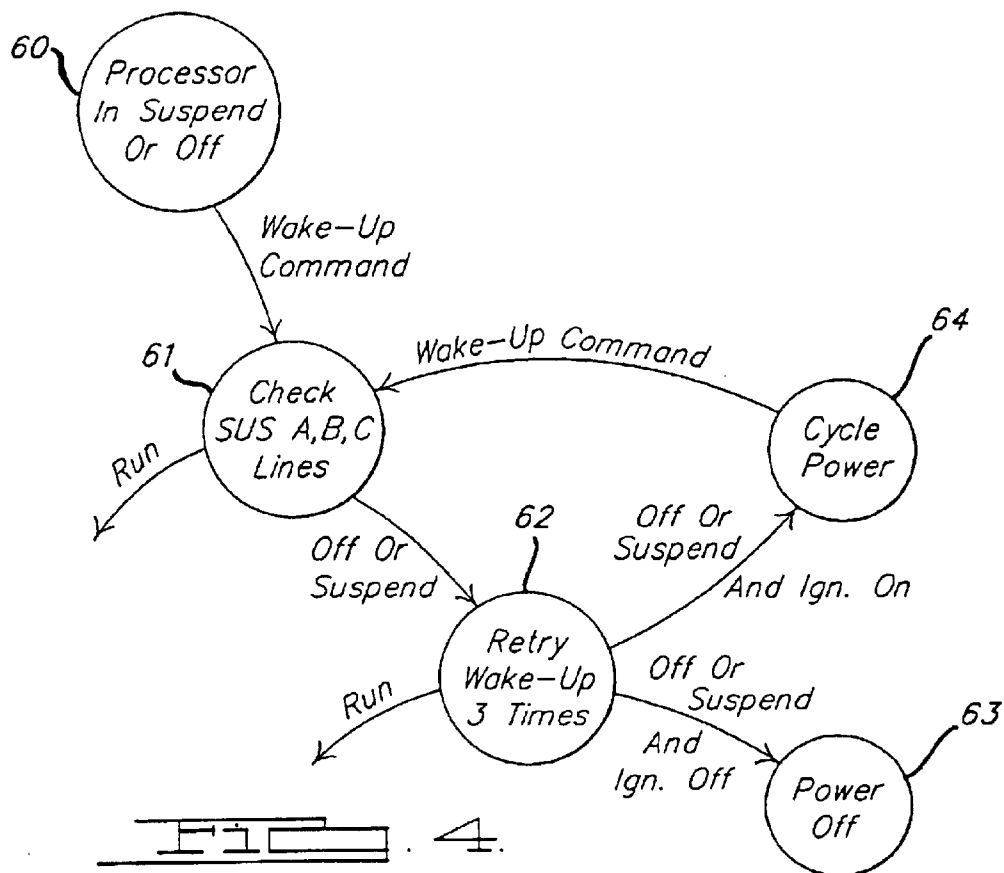 60
Processor
In Suspend
Or Off
Wake-Up
Command
61
Check
SUS A,B,C
Lines
Run
Wake-Up Command
64
Cycle
Power
Off Or
Suspend
62
Off Or
Suspend
And Ign. On
Retry
Wake-Up
3 Times
Run
Off Or
Suspend
And
Ign. Off
63
Power
Off
FIG. 4.